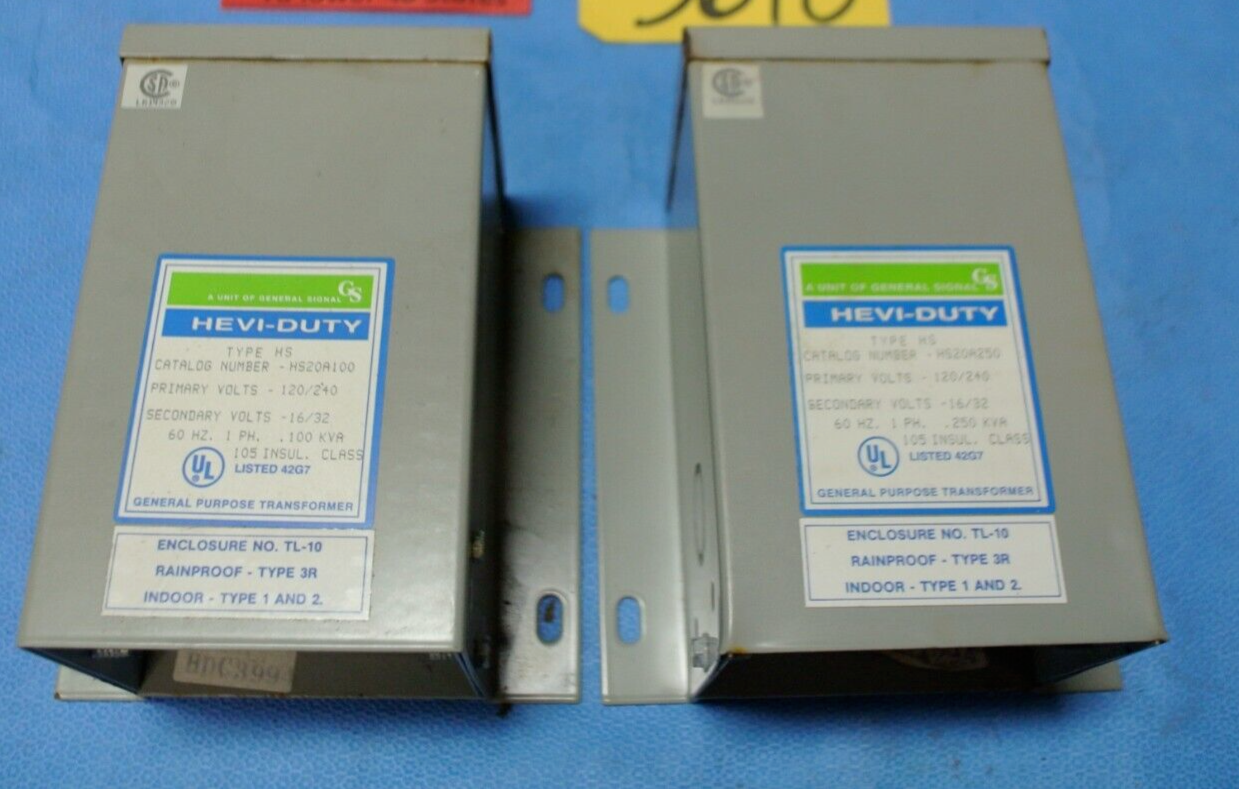 5090
CSA
GS
A UNIT OF GENERAL SIGNAL
HEVI-DUTY
TYPE HS
CATALOG NUMBER - HS20A100
PRIMARY VOLTS - 120/240
SECONDARY VOLTS -16/32
60 HZ. 1 PH. .100 KVA
105 INSUL. CLASS
UL
LISTED 42G7
GENERAL PURPOSE TRANSFORMER
ENCLOSURE NO. TL-10
RAINPROOF - TYPE 3R
INDOOR - TYPE 1 AND 2.
GS
A UNIT OF GENERAL SIGNAL
HEVI-DUTY
TYPE HS
CATALOG NUMBER - HS20A250
PRIMARY VOLTS - 120/240
SECONDARY VOLTS -16/32
60 HZ. 1 PH. .250 KVA
105 INSUL. CLASS
UL
LISTED 42G7
GENERAL PURPOSE TRANSFORMER
ENCLOSURE NO. TL-10
RAINPROOF - TYPE 3R
INDOOR - TYPE 1 AND 2.